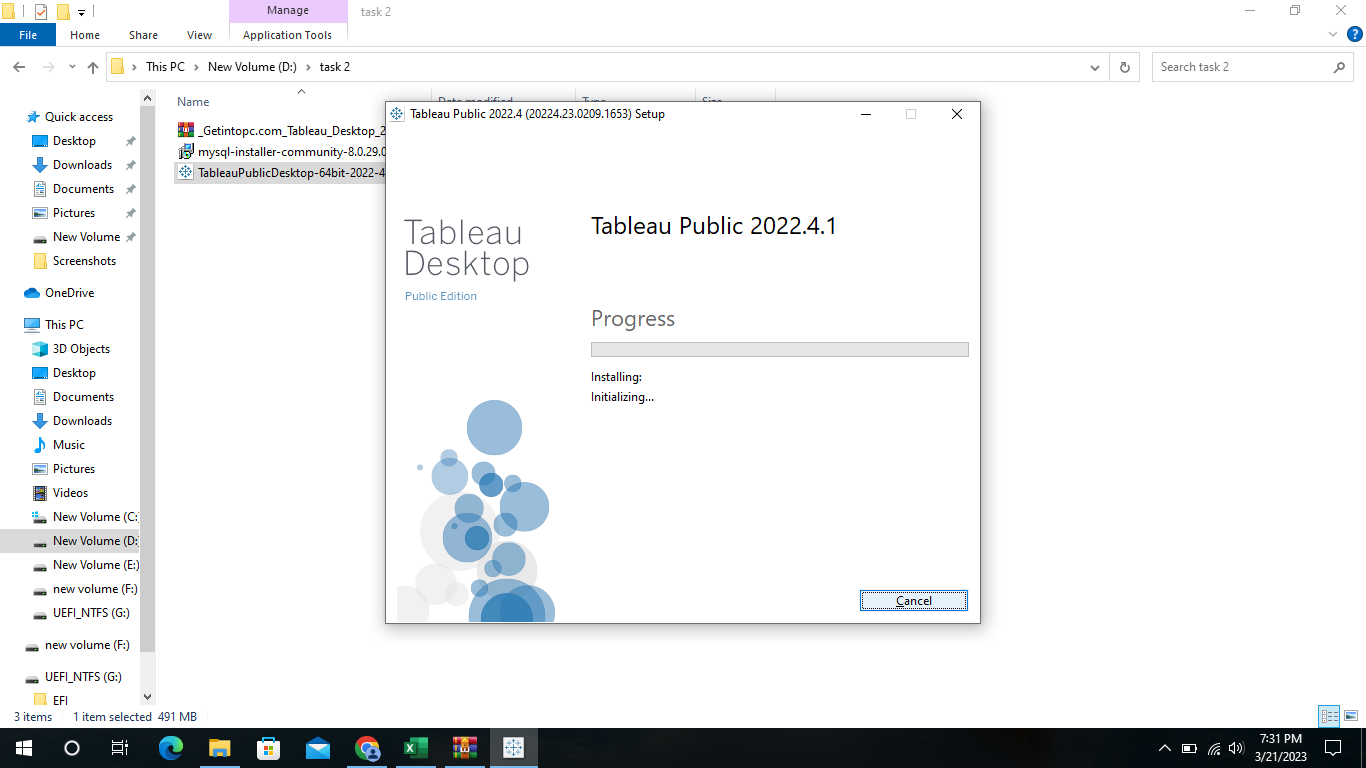 Manage
task 2
File
Home
Share
View
Application Tools
This PC
New Volume (D:)
task 2
Search task 2
Name
Date modified
Type
Size
_Getintopc.com_Tableau_Desktop_2
mysql-installer-community-8.0.29.0
TableauPublicDesktop-64bit-2022-4
Quick access
Desktop
Downloads
Documents
Pictures
New Volume
Screenshots
OneDrive
This PC
3D Objects
Desktop
Documents
Downloads
Music
Pictures
Videos
New Volume (C:
New Volume (D:
New Volume (E:)
new volume (F:)
UEFI_NTFS (G:)
new volume (F:)
UEFI_NTFS (G:)
EFI
Tableau Public 2022.4 (20224.23.0209.1653) Setup
Tableau
Desktop
Public Edition
Tableau Public 2022.4.1
Progress
Installing:
Initializing...
Cancel
3 items 1 item selected 491 MB
7:31 PM
3/21/2023